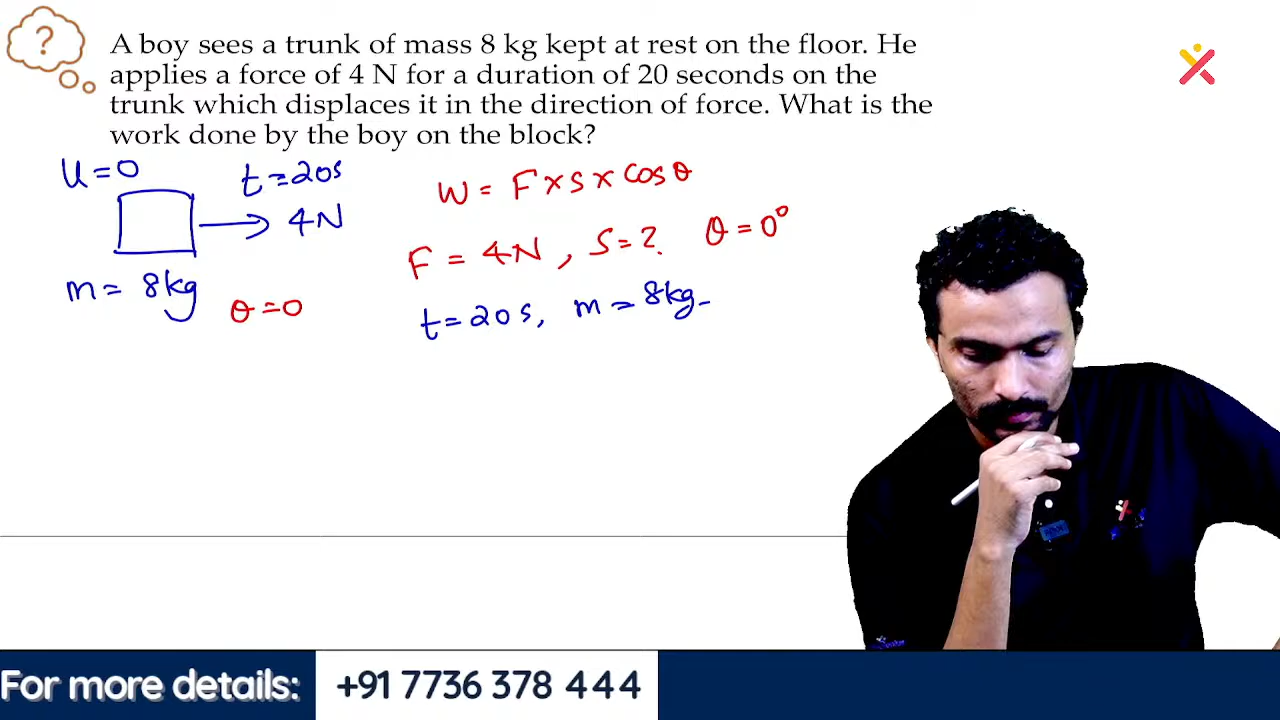 ?
A boy sees a trunk of mass 8 kg kept at rest on the floor. He
applies a force of 4 N for a duration of 20 seconds on the
trunk which displaces it in the direction of force. What is the
work done by the boy on the block?
u = 0
t = 20s
4N
m = 8kg
θ = 0
W = F × s × cos θ
F = 4N , S = ? θ = 0°
t = 20s, m = 8kg
For more details: +91 7736 378 444